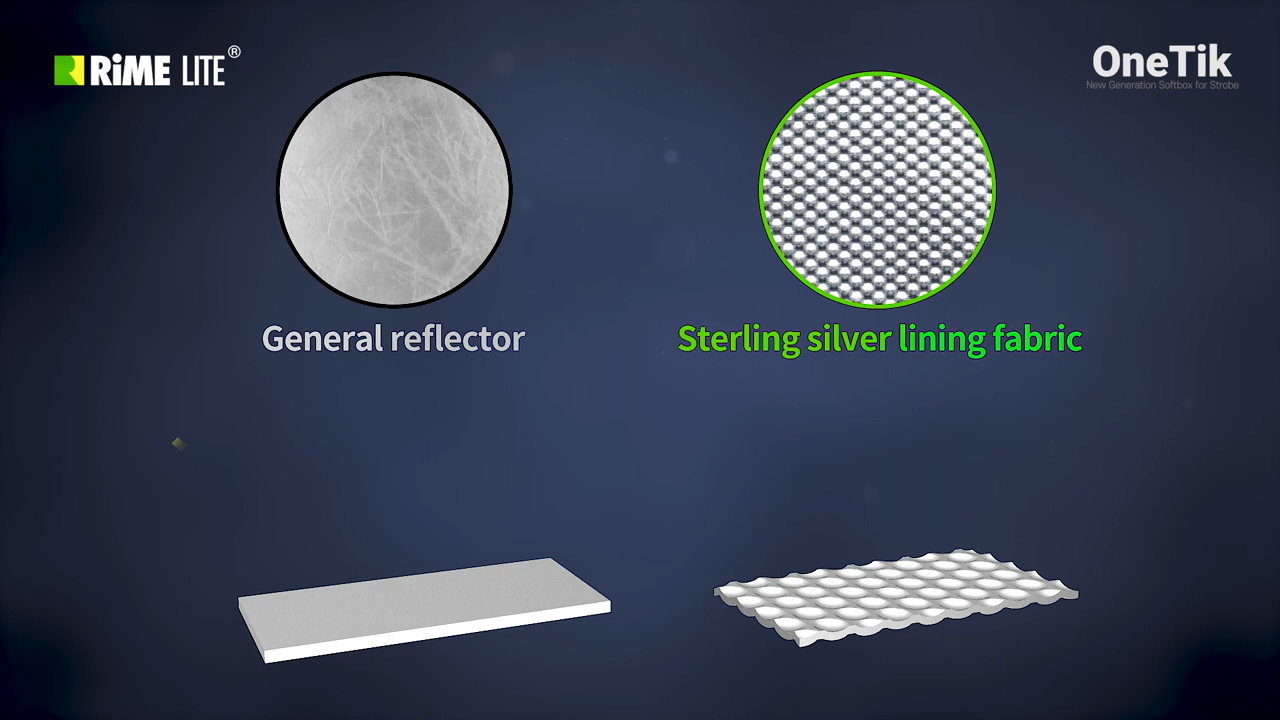 RiME LITE®
OneTik
New Generation Softbox for Strobe
General reflector
Sterling silver lining fabric